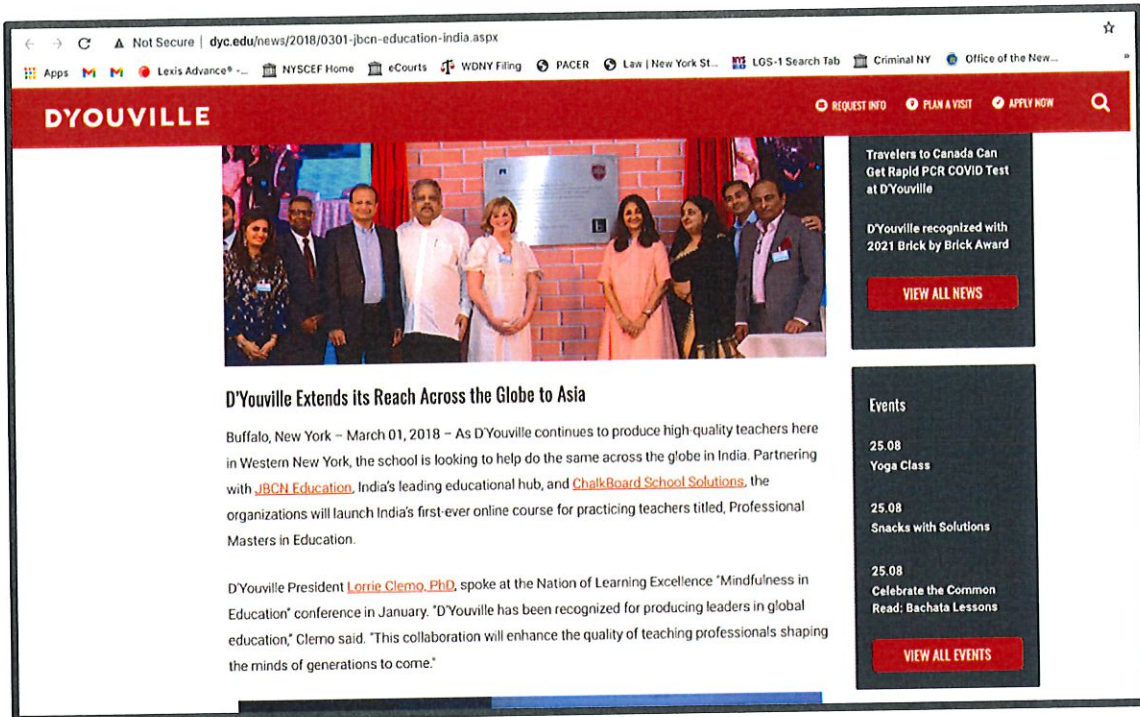 Not Secure | dyc.edu/news/2018/0301-jbcn-education-india.aspx
Apps Lexis Advance® -... NYSCEF Home eCourts WDNY Filing PACER Law | New York St... LGS-1 Search Tab Criminal NY Office of the New... »
D'YOUVILLE
REQUEST INFO PLAN A VISIT APPLY NOW
D'Youville Extends its Reach Across the Globe to Asia
Buffalo, New York – March 01, 2018 – As D'Youville continues to produce high-quality teachers here
in Western New York, the school is looking to help do the same across the globe in India. Partnering
with JBCN Education, India's leading educational hub, and ChalkBoard School Solutions, the
organizations will launch India's first-ever online course for practicing teachers titled, Professional
Masters in Education.
D'Youville President Lorrie Clemo, PhD, spoke at the Nation of Learning Excellence "Mindfulness in
Education" conference in January. "D'Youville has been recognized for producing leaders in global
education," Clemo said. "This collaboration will enhance the quality of teaching professionals shaping
the minds of generations to come."
Travelers to Canada Can
Get Rapid PCR COVID Test
at D'Youville
D'Youville recognized with
2021 Brick by Brick Award
VIEW ALL NEWS
Events
25.08
Yoga Class
25.08
Snacks with Solutions
25.08
Celebrate the Common
Read: Bachata Lessons
VIEW ALL EVENTS